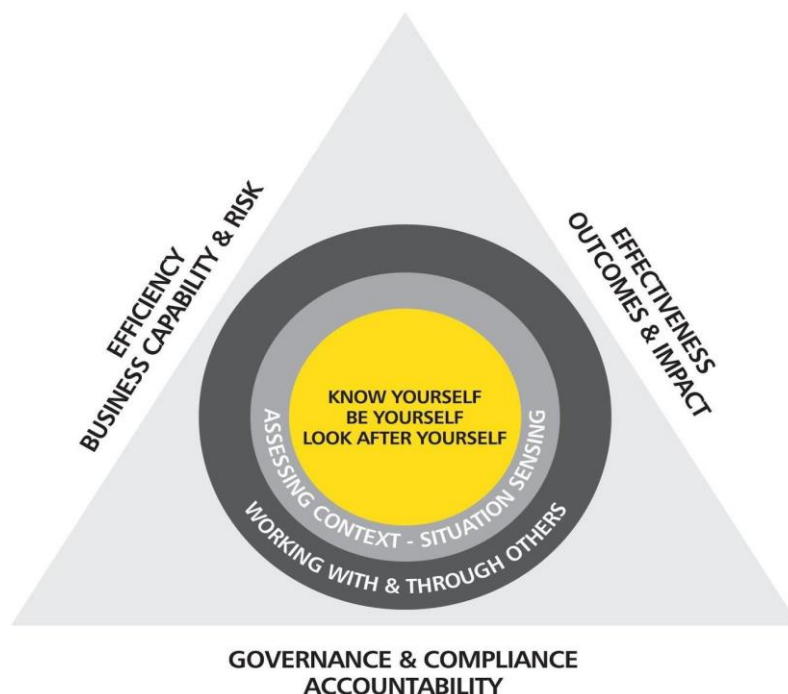 EFFICIENCY
BUSINESS CAPABILITY & RISK
EFFECTIVENESS
OUTCOMES & IMPACT
KNOW YOURSELF
BE YOURSELF
LOOK AFTER YOURSELF
ASSESSING CONTEXT - SITUATION SENSING
WORKING WITH & THROUGH OTHERS
GOVERNANCE & COMPLIANCE
ACCOUNTABILITY